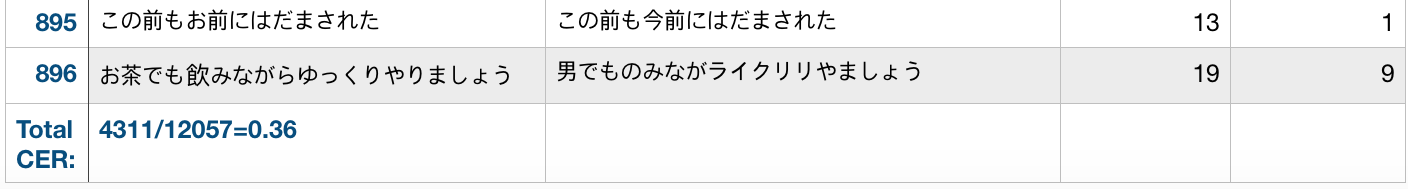 895 この前もお前にはだまされた この前も今前にはだまされた 13 1
896 お茶でも飲みながらゆっくりやりましょう 男でものみながライクリリやましょう 19 9
Total 4311/12057=0.36
CER: